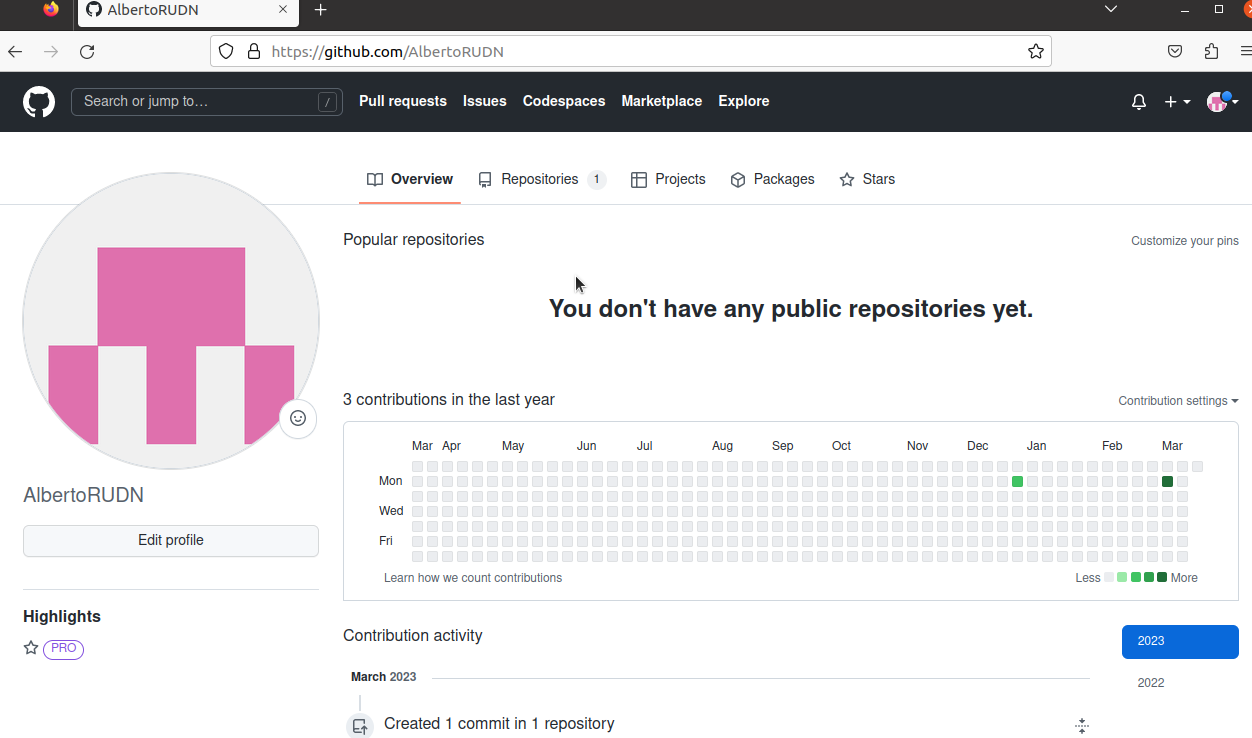 AlbertoRUDN
https://github.com/AlbertoRUDN
Search or jump to… / Pull requests Issues Codespaces Marketplace Explore
Overview Repositories 1 Projects Packages Stars
Popular repositories Customize your pins
You don't have any public repositories yet.
3 contributions in the last year Contribution settings
Mar Apr May Jun Jul Aug Sep Oct Nov Dec Jan Feb Mar
Mon
Wed
Fri
Learn how we count contributions Less More
AlbertoRUDN
Edit profile
Highlights
PRO
Contribution activity
2023
2022
March 2023
Created 1 commit in 1 repository